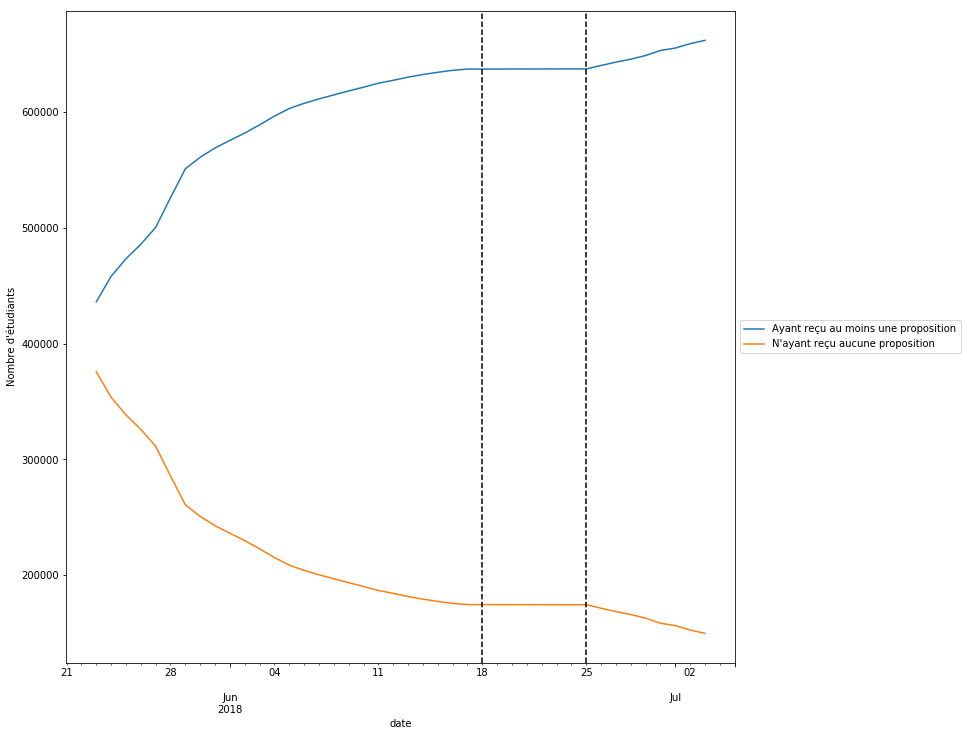 600000
500000
400000
300000
200000
Nombre d'étudiants
21 28 04 11 18 25 02
Jun Jul
2018
date
Ayant reçu au moins une proposition
N'ayant reçu aucune proposition